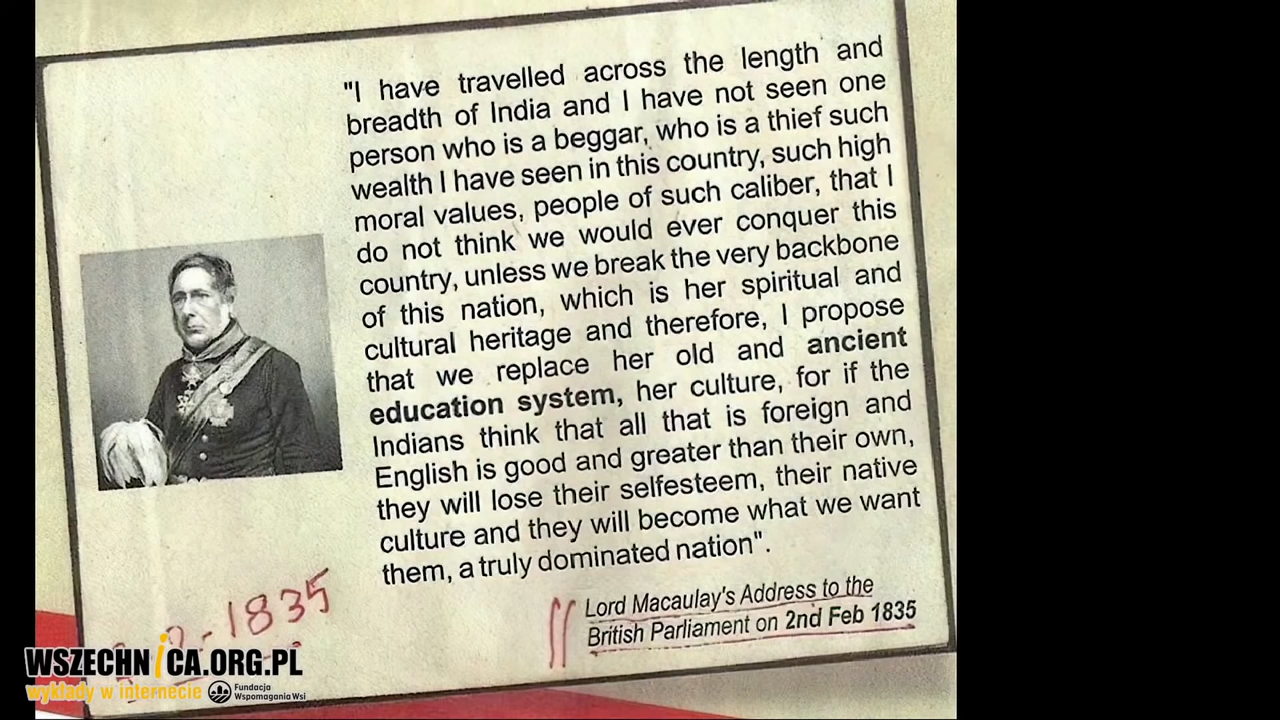 "I have travelled across the length and
breadth of India and I have not seen one
person who is a beggar, who is a thief such
wealth I have seen in this country, such high
moral values, people of such caliber, that I
do not think we would ever conquer this
country, unless we break the very backbone
of this nation, which is her spiritual and
cultural heritage and therefore, I propose
that we replace her old and ancient
education system, her culture, for if the
Indians think that all that is foreign and
English is good and greater than their own,
they will lose their selfesteem, their native
culture and they will become what we want
them, a truly dominated nation".
Lord Macaulay's Address to the
British Parliament on 2nd Feb 1835
1835
WSZECHNICA.ORG.PL
wykłady w internecie
Fundacja
Wspomagania Wsi